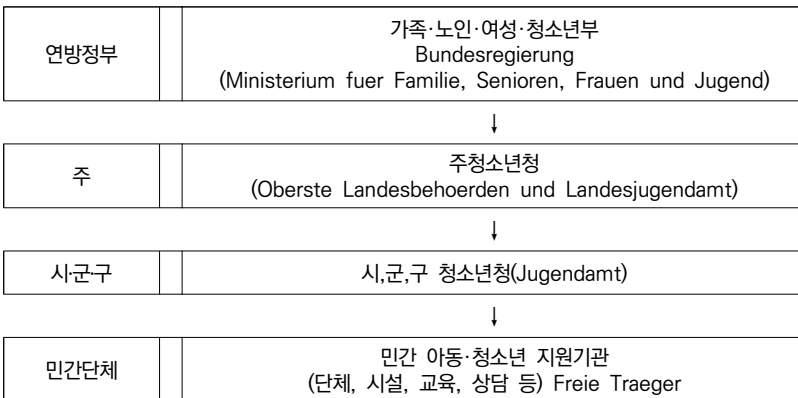 연방정부
가족·노인·여성·청소년부
Bundesregierung
(Ministerium fuer Familie, Senioren, Frauen und Jugend)
↓
주
주청소년청
(Oberste Landesbehoerden und Landesjugendamt)
↓
시·군·구
시,군,구 청소년청(Jugendamt)
↓
민간단체
민간 아동·청소년 지원기관
(단체, 시설, 교육, 상담 등) Freie Traeger